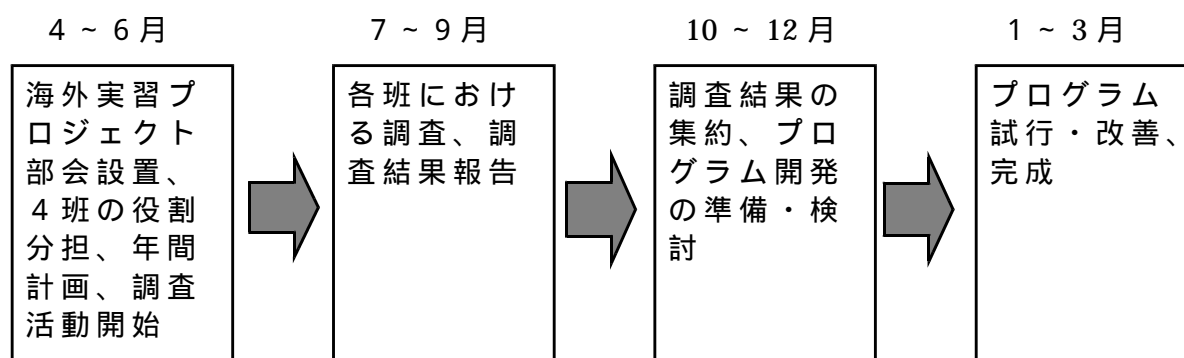 4 ~ 6 月
海外実習プ
ロジェクト
部会設置、
４班の役割
分担、年間
計画、調査
活動開始
7 ~ 9 月
各班におけ
る調査、調
査結果報告
10 ~ 12 月
調査結果の
集約、プロ
グラム開発
の準備・検
討
1 ~ 3 月
プログラム
試行・改善、
完成